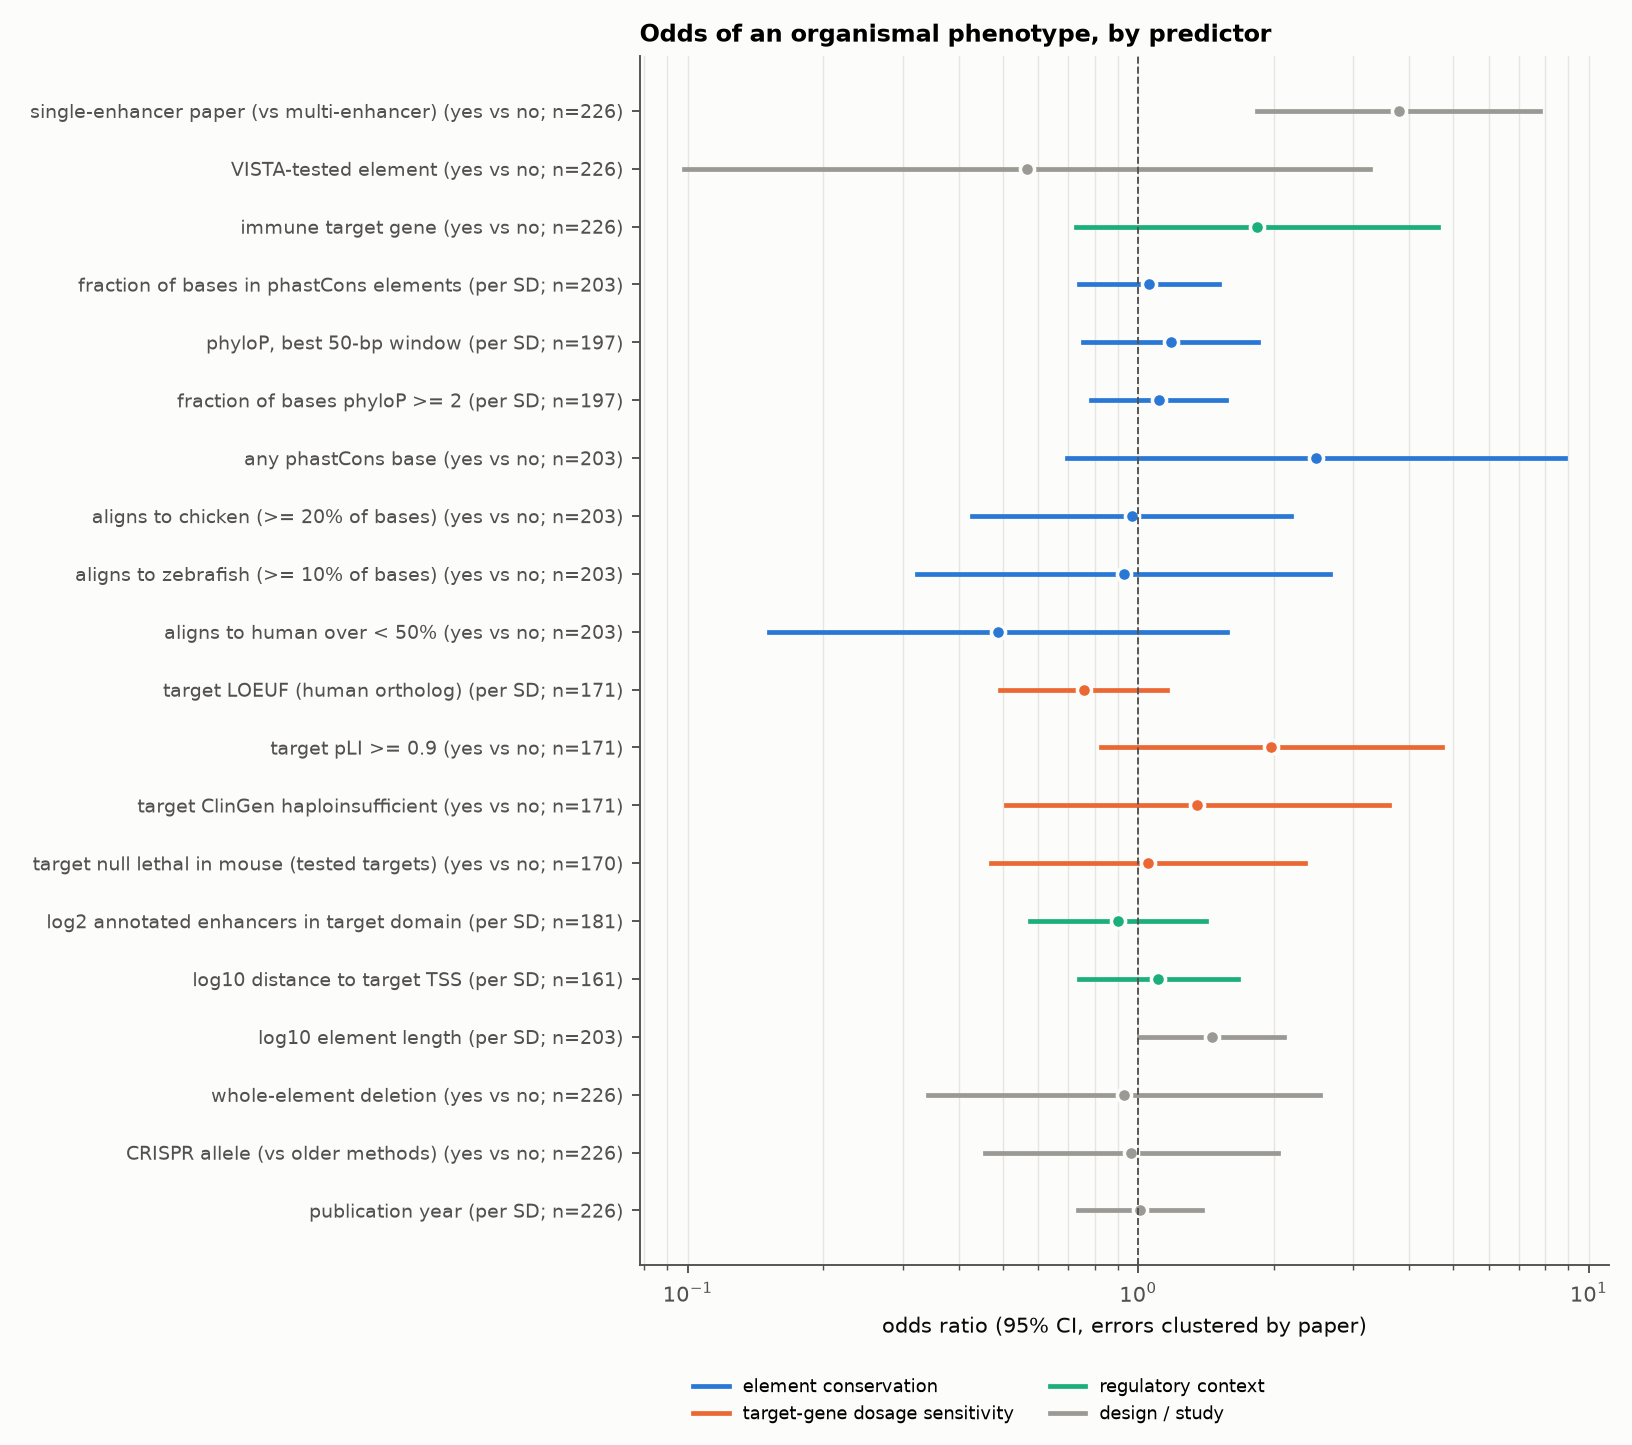 Odds of an organismal phenotype, by predictor
single-enhancer paper (vs multi-enhancer) (yes vs no; n=226)
VISTA-tested element (yes vs no; n=226)
immune target gene (yes vs no; n=226)
fraction of bases in phastCons elements (per SD; n=203)
phyloP, best 50-bp window (per SD; n=197)
fraction of bases phyloP >= 2 (per SD; n=197)
any phastCons base (yes vs no; n=203)
aligns to chicken (>= 20% of bases) (yes vs no; n=203)
aligns to zebrafish (>= 10% of bases) (yes vs no; n=203)
aligns to human over < 50% (yes vs no; n=203)
target LOEUF (human ortholog) (per SD; n=171)
target pLI >= 0.9 (yes vs no; n=171)
target ClinGen haploinsufficient (yes vs no; n=171)
target null lethal in mouse (tested targets) (yes vs no; n=170)
log2 annotated enhancers in target domain (per SD; n=181)
log10 distance to target TSS (per SD; n=161)
log10 element length (per SD; n=203)
whole-element deletion (yes vs no; n=226)
CRISPR allele (vs older methods) (yes vs no; n=226)
publication year (per SD; n=226)
10⁻¹ 10⁰ 10¹
odds ratio (95% CI, errors clustered by paper)
element conservation regulatory context
target-gene dosage sensitivity design / study